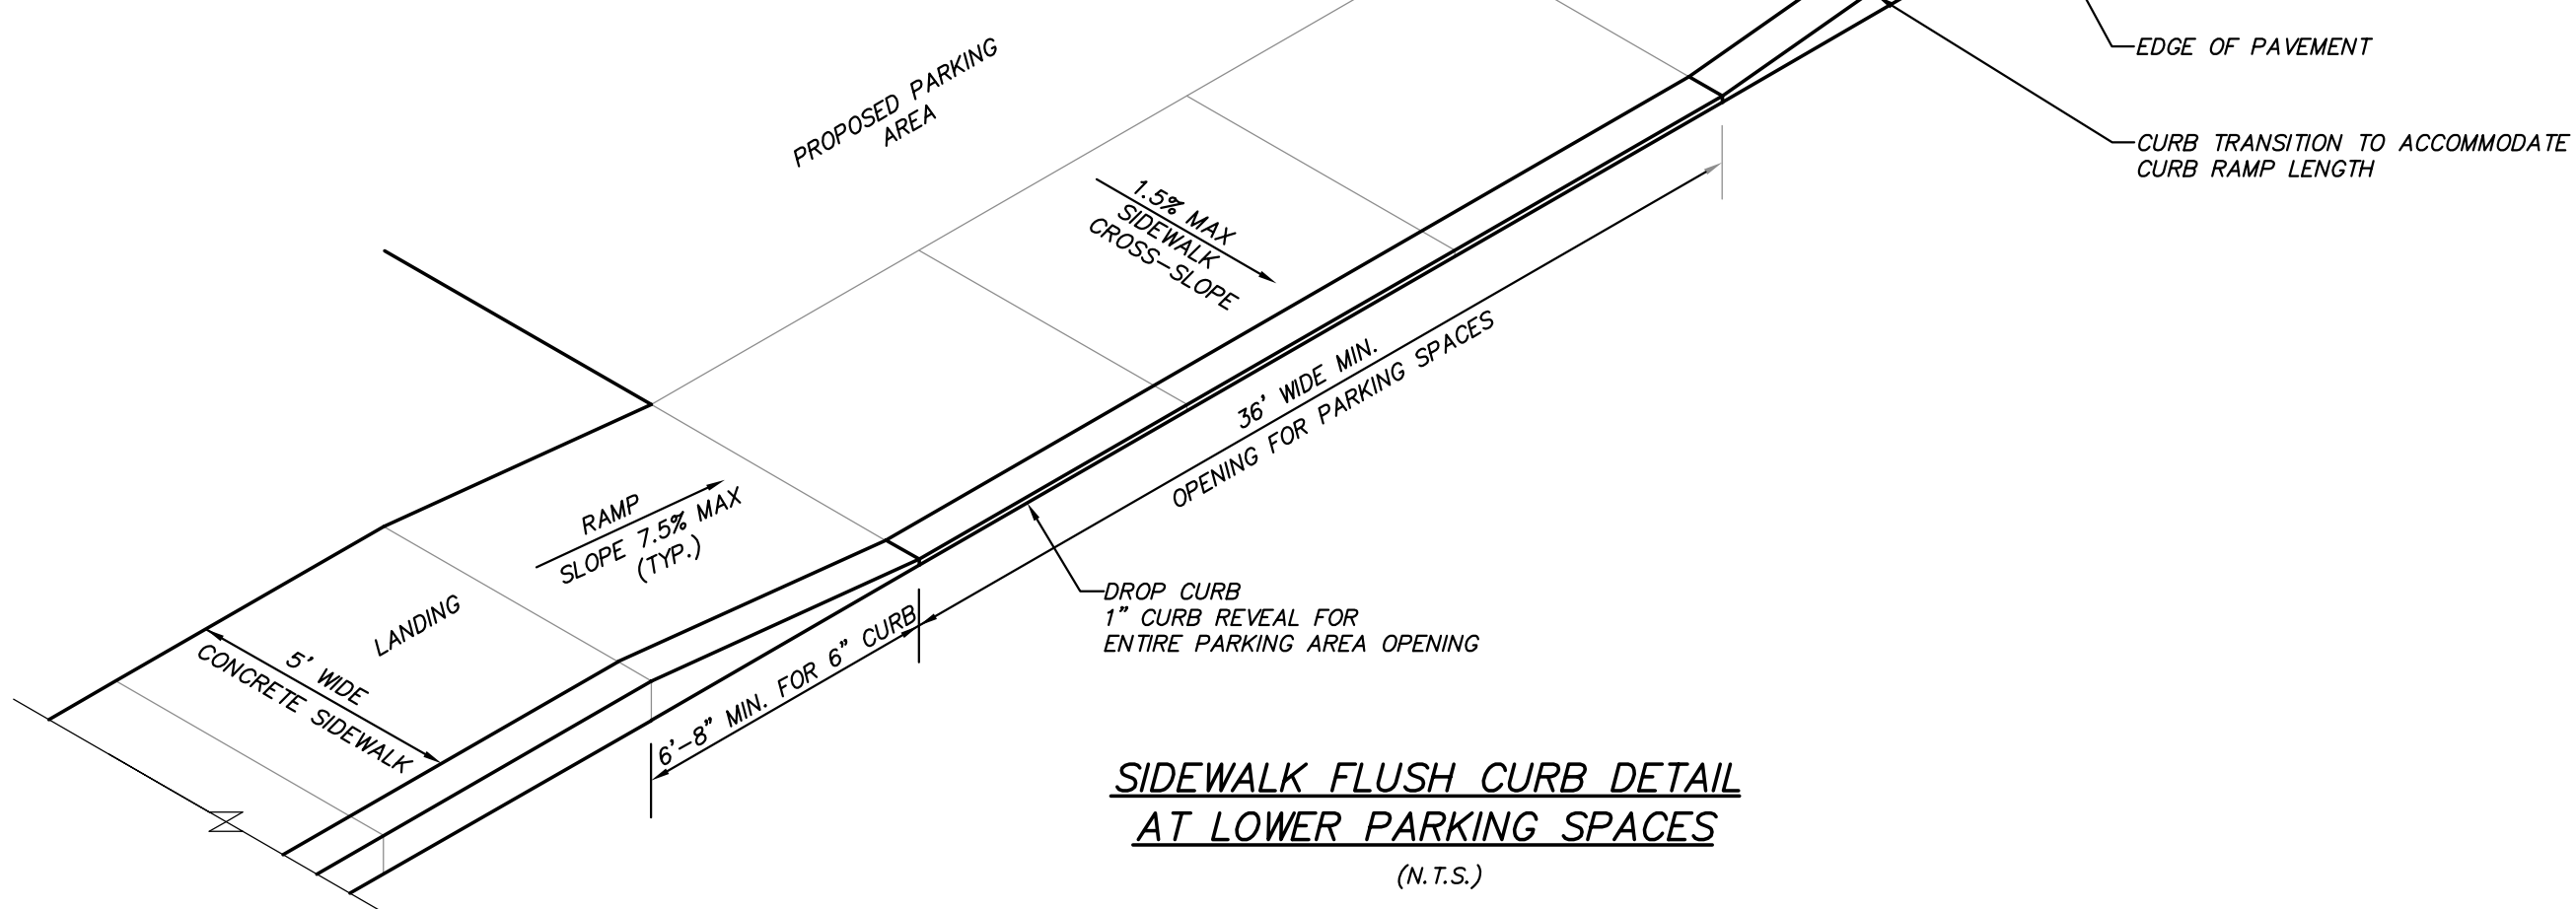 EDGE OF PAVEMENT
PROPOSED PARKING
AREA
CURB TRANSITION TO ACCOMMODATE
CURB RAMP LENGTH
1.5% MAX
SIDEWALK
CROSS-SLOPE
36' WIDE MIN.
OPENING FOR PARKING SPACES
RAMP
SLOPE 7.5% MAX
(TYP.)
DROP CURB
1" CURB REVEAL FOR
ENTIRE PARKING AREA OPENING
LANDING
5' WIDE
CONCRETE SIDEWALK
6'-8" MIN. FOR 6" CURB
SIDEWALK FLUSH CURB DETAIL
AT LOWER PARKING SPACES
(N.T.S.)